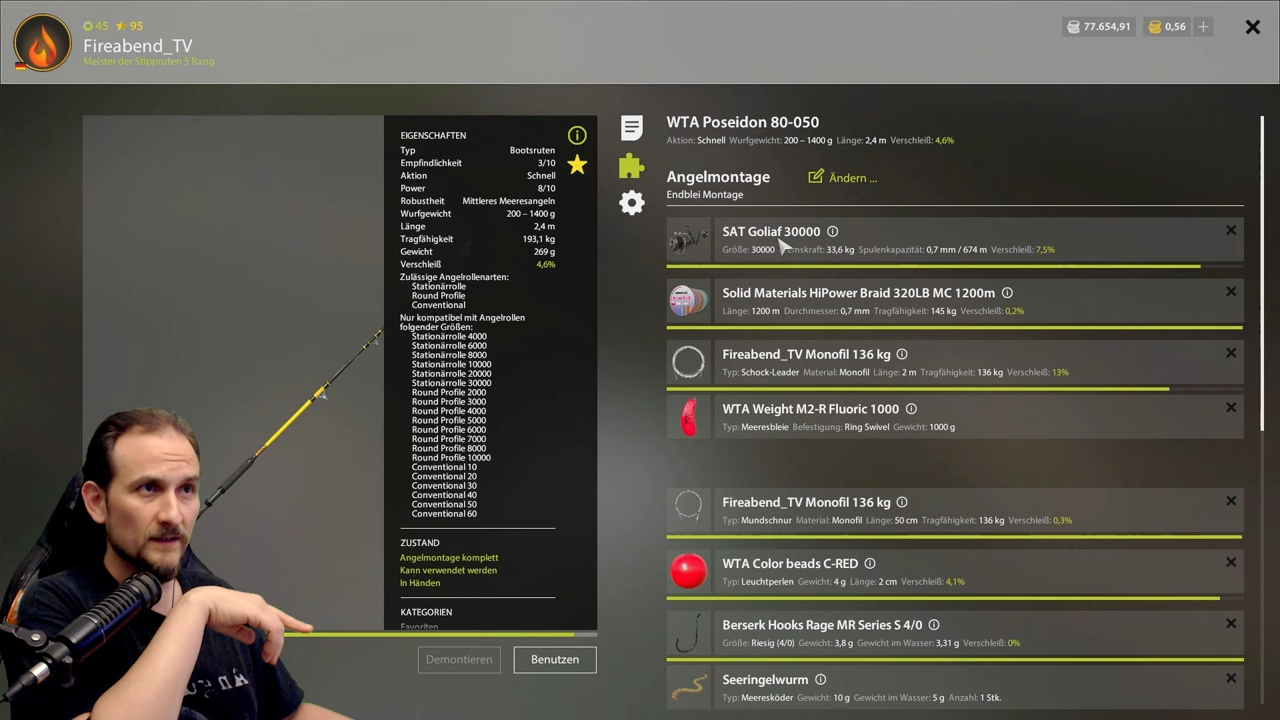 45 95
Fireabend_TV
Meister der Stippruten 5 Rang
77.654,91
0,56
EIGENSCHAFTEN
Typ Bootsruten
Empfindlichkeit 3/10
Aktion Schnell
Power 8/10
Robustheit Mittleres Meeresangeln
Wurfgewicht 200 – 1400 g
Länge 2,4 m
Tragfähigkeit 193,1 kg
Gewicht 269 g
Verschleiß 4,6%
Zulässige Angelrollenarten:
Stationärrolle
Round Profile
Conventional
Nur kompatibel mit Angelrollen
folgender Größen:
Stationärrolle 4000
Stationärrolle 6000
Stationärrolle 8000
Stationärrolle 10000
Stationärrolle 20000
Stationärrolle 30000
Round Profile 2000
Round Profile 3000
Round Profile 4000
Round Profile 5000
Round Profile 6000
Round Profile 7000
Round Profile 8000
Round Profile 10000
Conventional 10
Conventional 20
Conventional 30
Conventional 40
Conventional 50
Conventional 60
ZUSTAND
Angelmontage komplett
Kann verwendet werden
In Händen
KATEGORIEN
Favoriten
Demontieren
Benutzen
WTA Poseidon 80-050
Aktion: Schnell Wurfgewicht: 200 – 1400 g Länge: 2,4 m Verschleiß: 4,6%
Angelmontage
Ändern ...
Endblei Montage
SAT Goliaf 30000
Größe: 30000 mskraft: 33,6 kg Spulenkapazität: 0,7 mm / 674 m Verschleiß: 7,5%
Solid Materials HiPower Braid 320LB MC 1200m
Länge: 1200 m Durchmesser: 0,7 mm Tragfähigkeit: 145 kg Verschleiß: 0,2%
Fireabend_TV Monofil 136 kg
Typ: Schock-Leader Material: Monofil Länge: 2 m Tragfähigkeit: 136 kg Verschleiß: 13%
WTA Weight M2-R Fluoric 1000
Typ: Meeresbleie Befestigung: Ring Swivel Gewicht: 1000 g
Fireabend_TV Monofil 136 kg
Typ: Mundschnur Material: Monofil Länge: 50 cm Tragfähigkeit: 136 kg Verschleiß: 0,3%
WTA Color beads C-RED
Typ: Leuchtperlen Gewicht: 4 g Länge: 2 cm Verschleiß: 4,1%
Berserk Hooks Rage MR Series S 4/0
Größe: Riesig (4/0) Gewicht: 3,8 g Gewicht im Wasser: 3,31 g Verschleiß: 0%
Seeringelwurm
Typ: Meeresköder Gewicht: 10 g Gewicht im Wasser: 5 g Anzahl: 1 Stk.